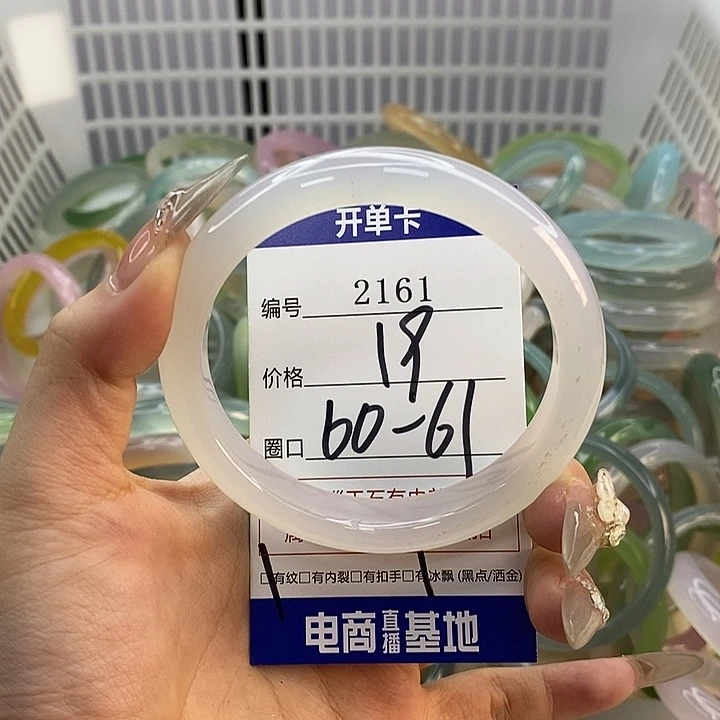 开单卡
编号 2161
价格 19
圈口 60-61
□有纹□有内裂□有扣手□有冰飘 (黑点/洒金)
电商直播基地